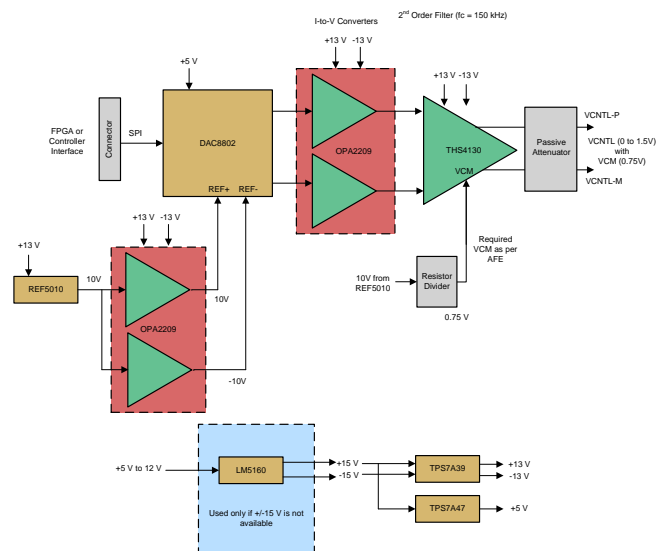 I-to-V Converters
2nd Order Filter (fc = 150 kHz)
+13 V -13 V
+5 V
+13 V -13 V
FPGA or
Controller
Interface
Connector
SPI
DAC8802
REF+ REF-
OPA2209
THS4130
VCM
Passive
Attenuator
VCNTL-P
VCNTL (0 to 1.5V)
with
VCM (0.75V)
VCNTL-M
+13 V -13 V
+13 V
REF5010
10V
OPA2209
10V
-10V
10V from
REF5010
Resistor
Divider
0.75 V
Required
VCM as per
AFE
+5 V to 12 V
LM5160
Used only if +/-15 V is not
available
+15 V
-15 V
TPS7A39
+13 V
-13 V
TPS7A47
+5 V